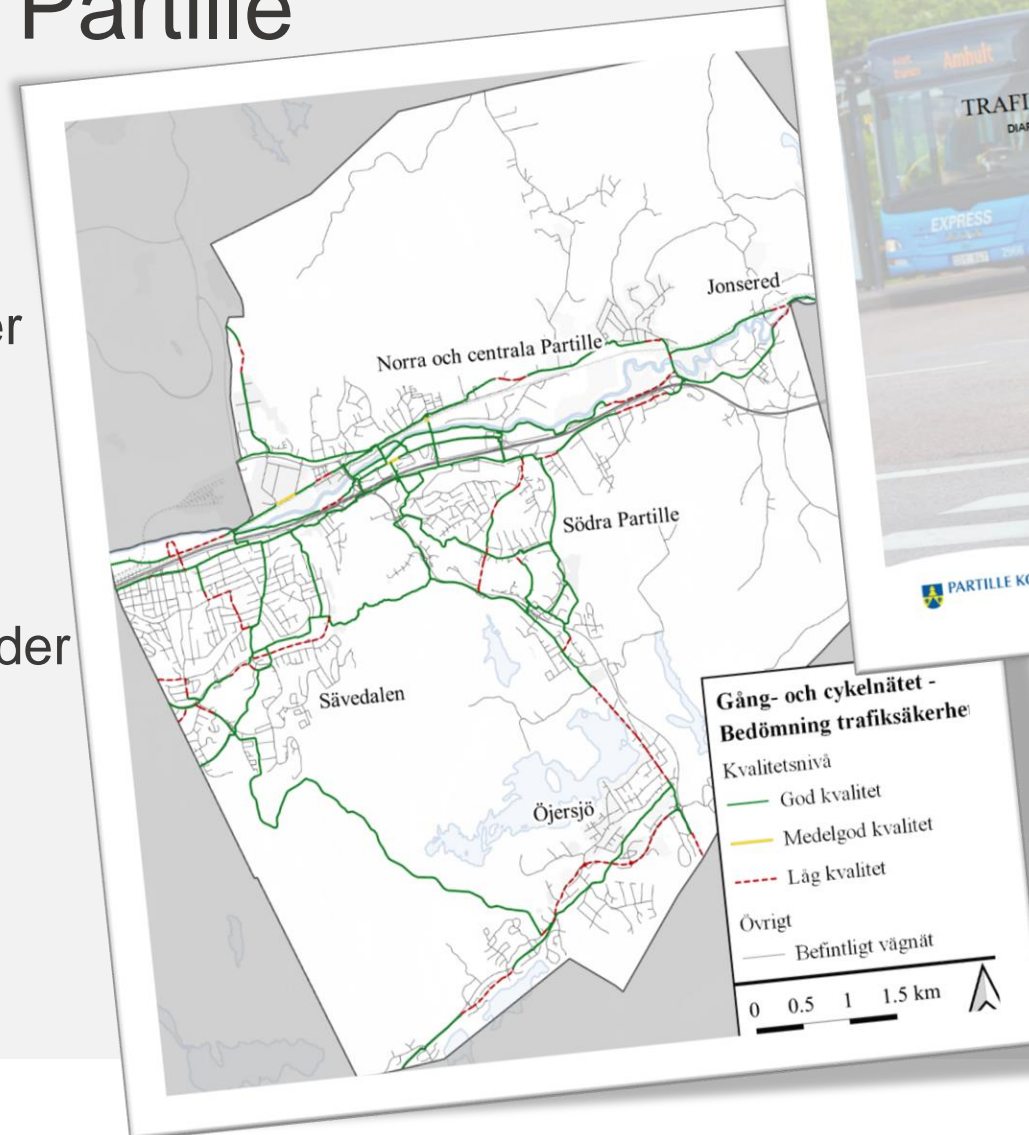 Partille
er
der
Jonsered
Norra och centrala Partille
Södra Partille
Sävedalen
Öjersjö
Gång- och cykelnätet -
Bedömning trafiksäkerhe
Kvalitetsnivå
God kvalitet
Medelgod kvalitet
Låg kvalitet
Övrigt
Befintligt vägnät
0 0.5 1 1.5 km
Amhult
TRAFI
DIAR
EXPRESS
PARTILLE KO